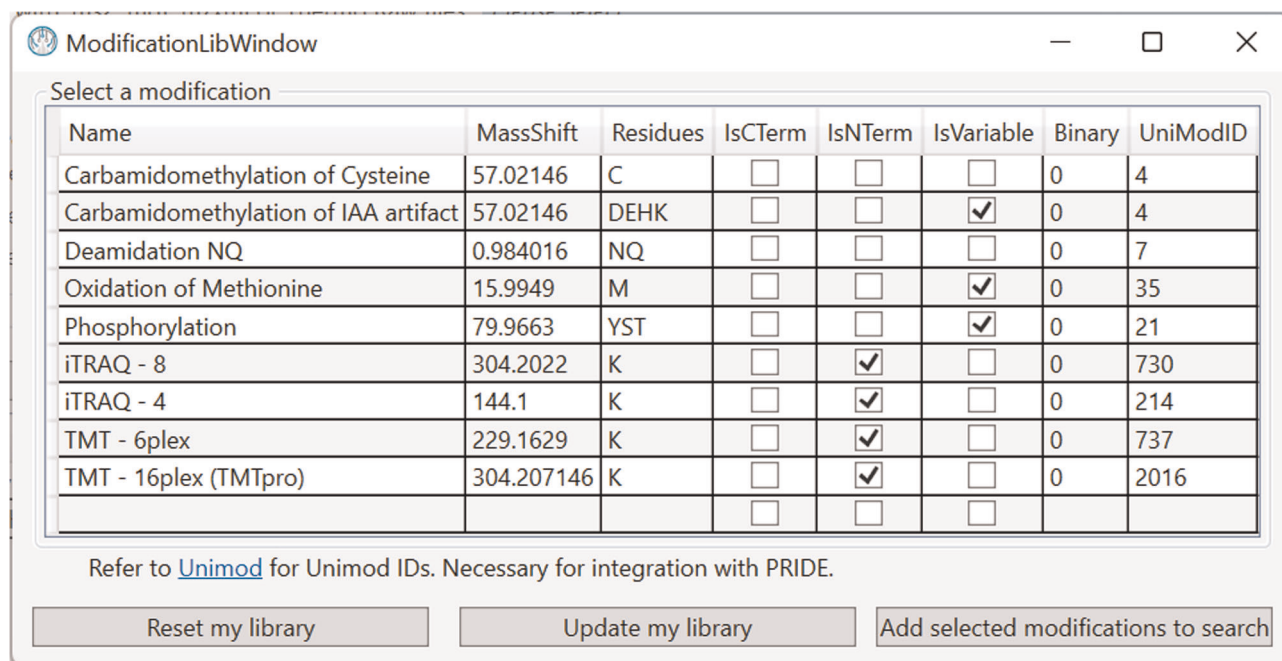 ModificationLibWindow
Select a modification
Name MassShift Residues IsCTerm IsNTerm IsVariable Binary UniModID
Carbamidomethylation of Cysteine 57.02146 C 0 4
Carbamidomethylation of IAA artifact 57.02146 DEHK 0 4
Deamidation NQ 0.984016 NQ 0 7
Oxidation of Methionine 15.9949 M 0 35
Phosphorylation 79.9663 YST 0 21
iTRAQ - 8 304.2022 K 0 730
iTRAQ - 4 144.1 K 0 214
TMT - 6plex 229.1629 K 0 737
TMT - 16plex (TMTpro) 304.207146 K 0 2016
Refer to Unimod for Unimod IDs. Necessary for integration with PRIDE.
Reset my library Update my library Add selected modifications to search